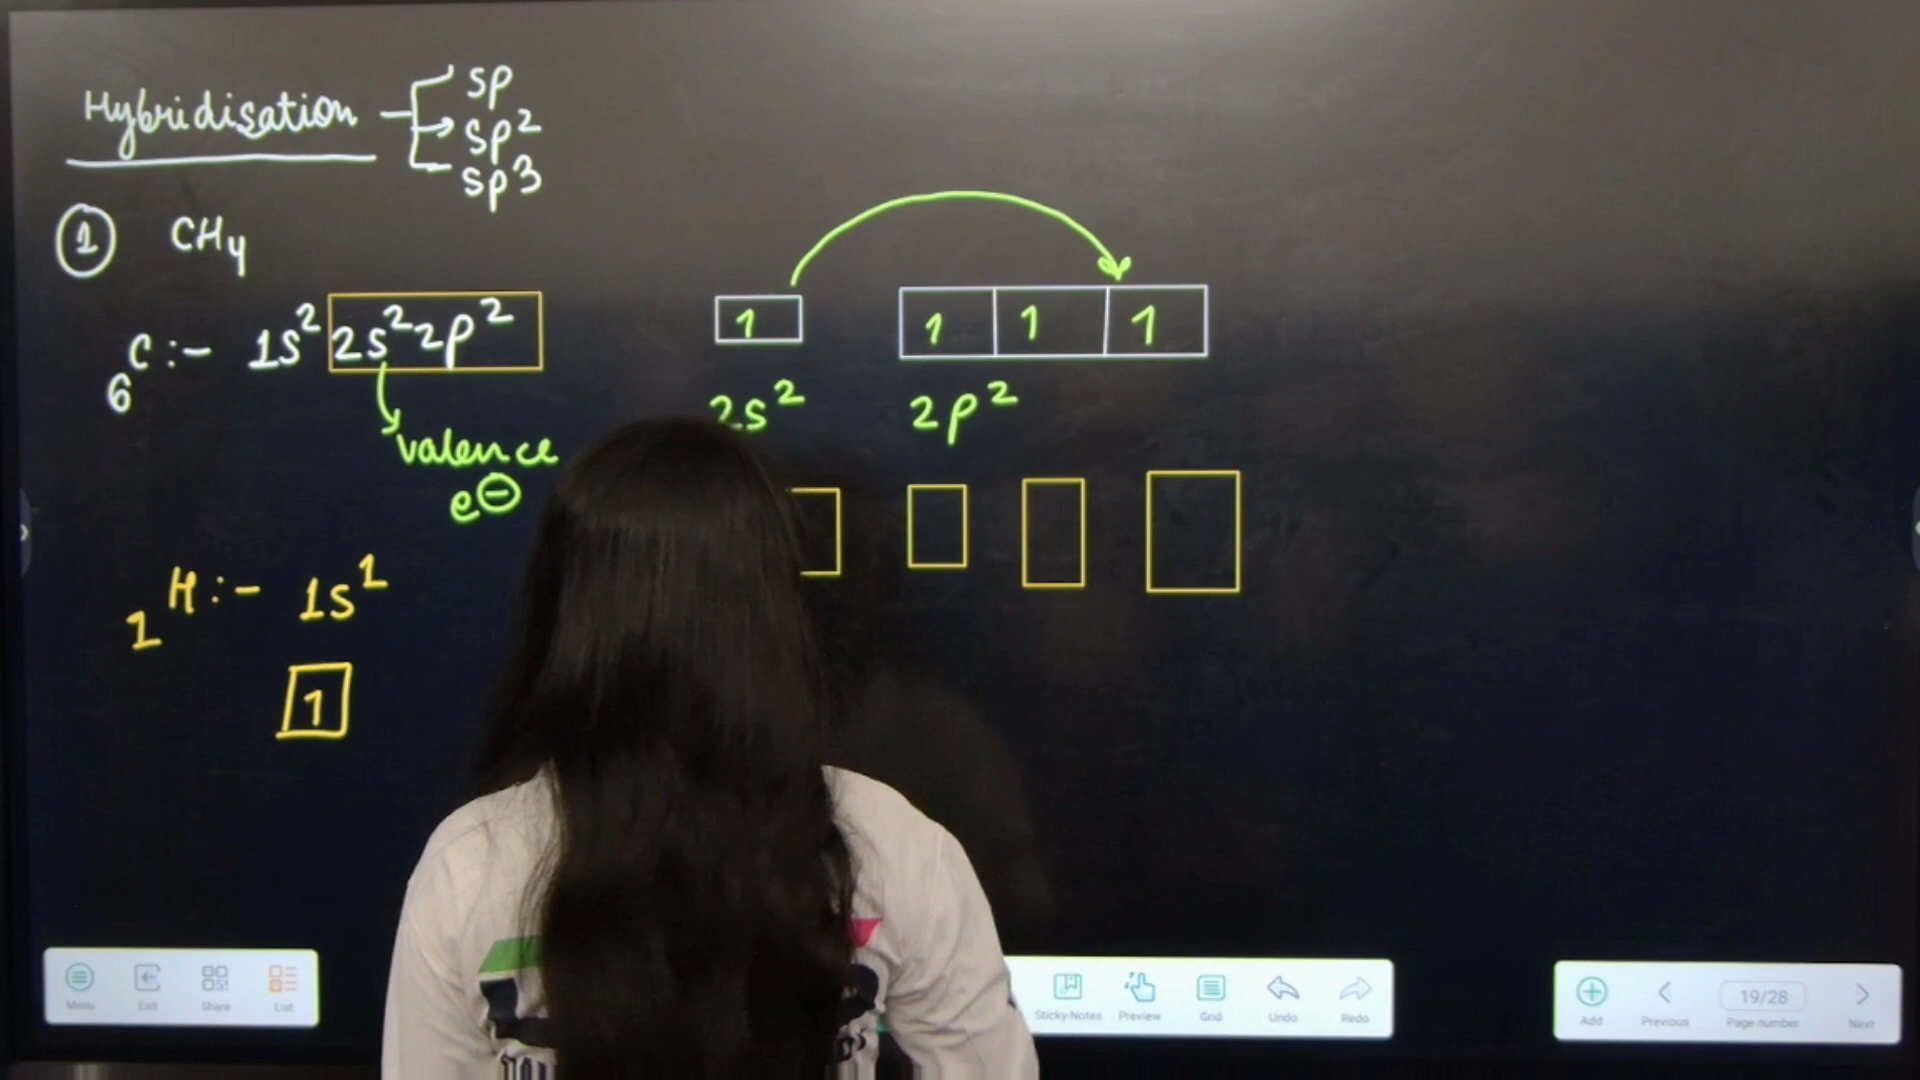 Hybridisation
sp
sp2
sp3
1 CH4
6C :- 1s² 2s² 2p²
1
1 1 1
2s²
2p²
valence
e⊖
1H :- 1s¹
1
Menu
Exit
Share
List
Sticky-Notes
Preview
Grid
Undo
Redo
Add
Previous
19/28
Page number
Next